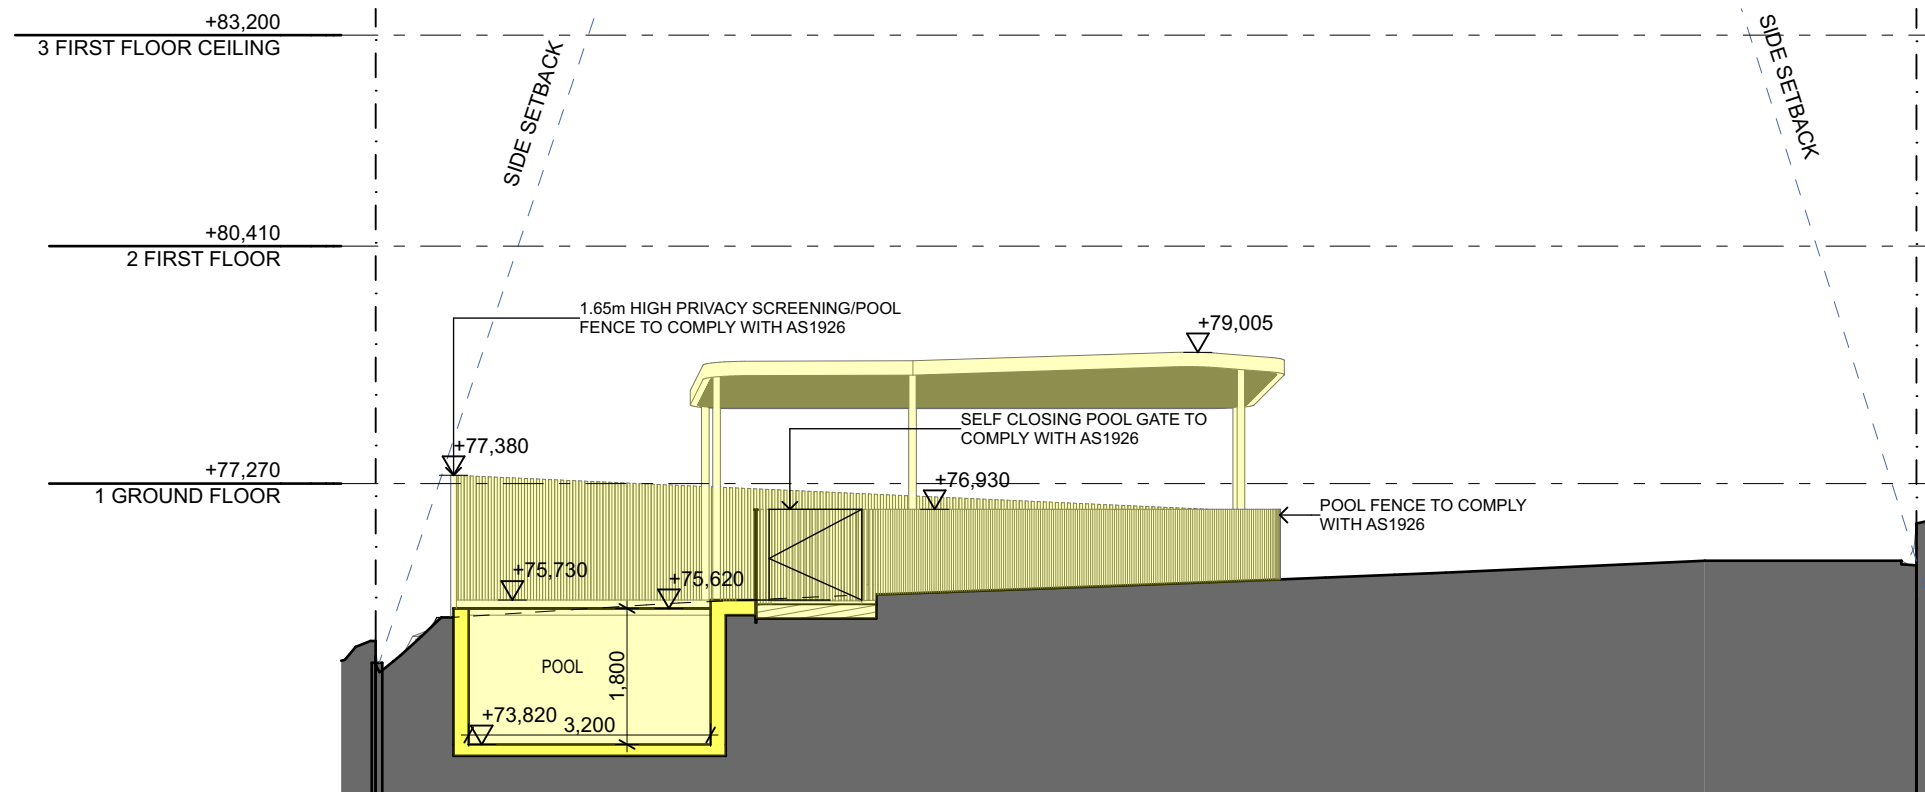 +83,200
3 FIRST FLOOR CEILING
SIDE SETBACK
SIDE SETBACK
+80,410
2 FIRST FLOOR
1.65m HIGH PRIVACY SCREENING/POOL
FENCE TO COMPLY WITH AS1926
+79,005
SELF CLOSING POOL GATE TO
COMPLY WITH AS1926
+77,380
+77,270
1 GROUND FLOOR
+76,930
POOL FENCE TO COMPLY
WITH AS1926
+75,730
+75,620
POOL
1,800
+73,820
3,200